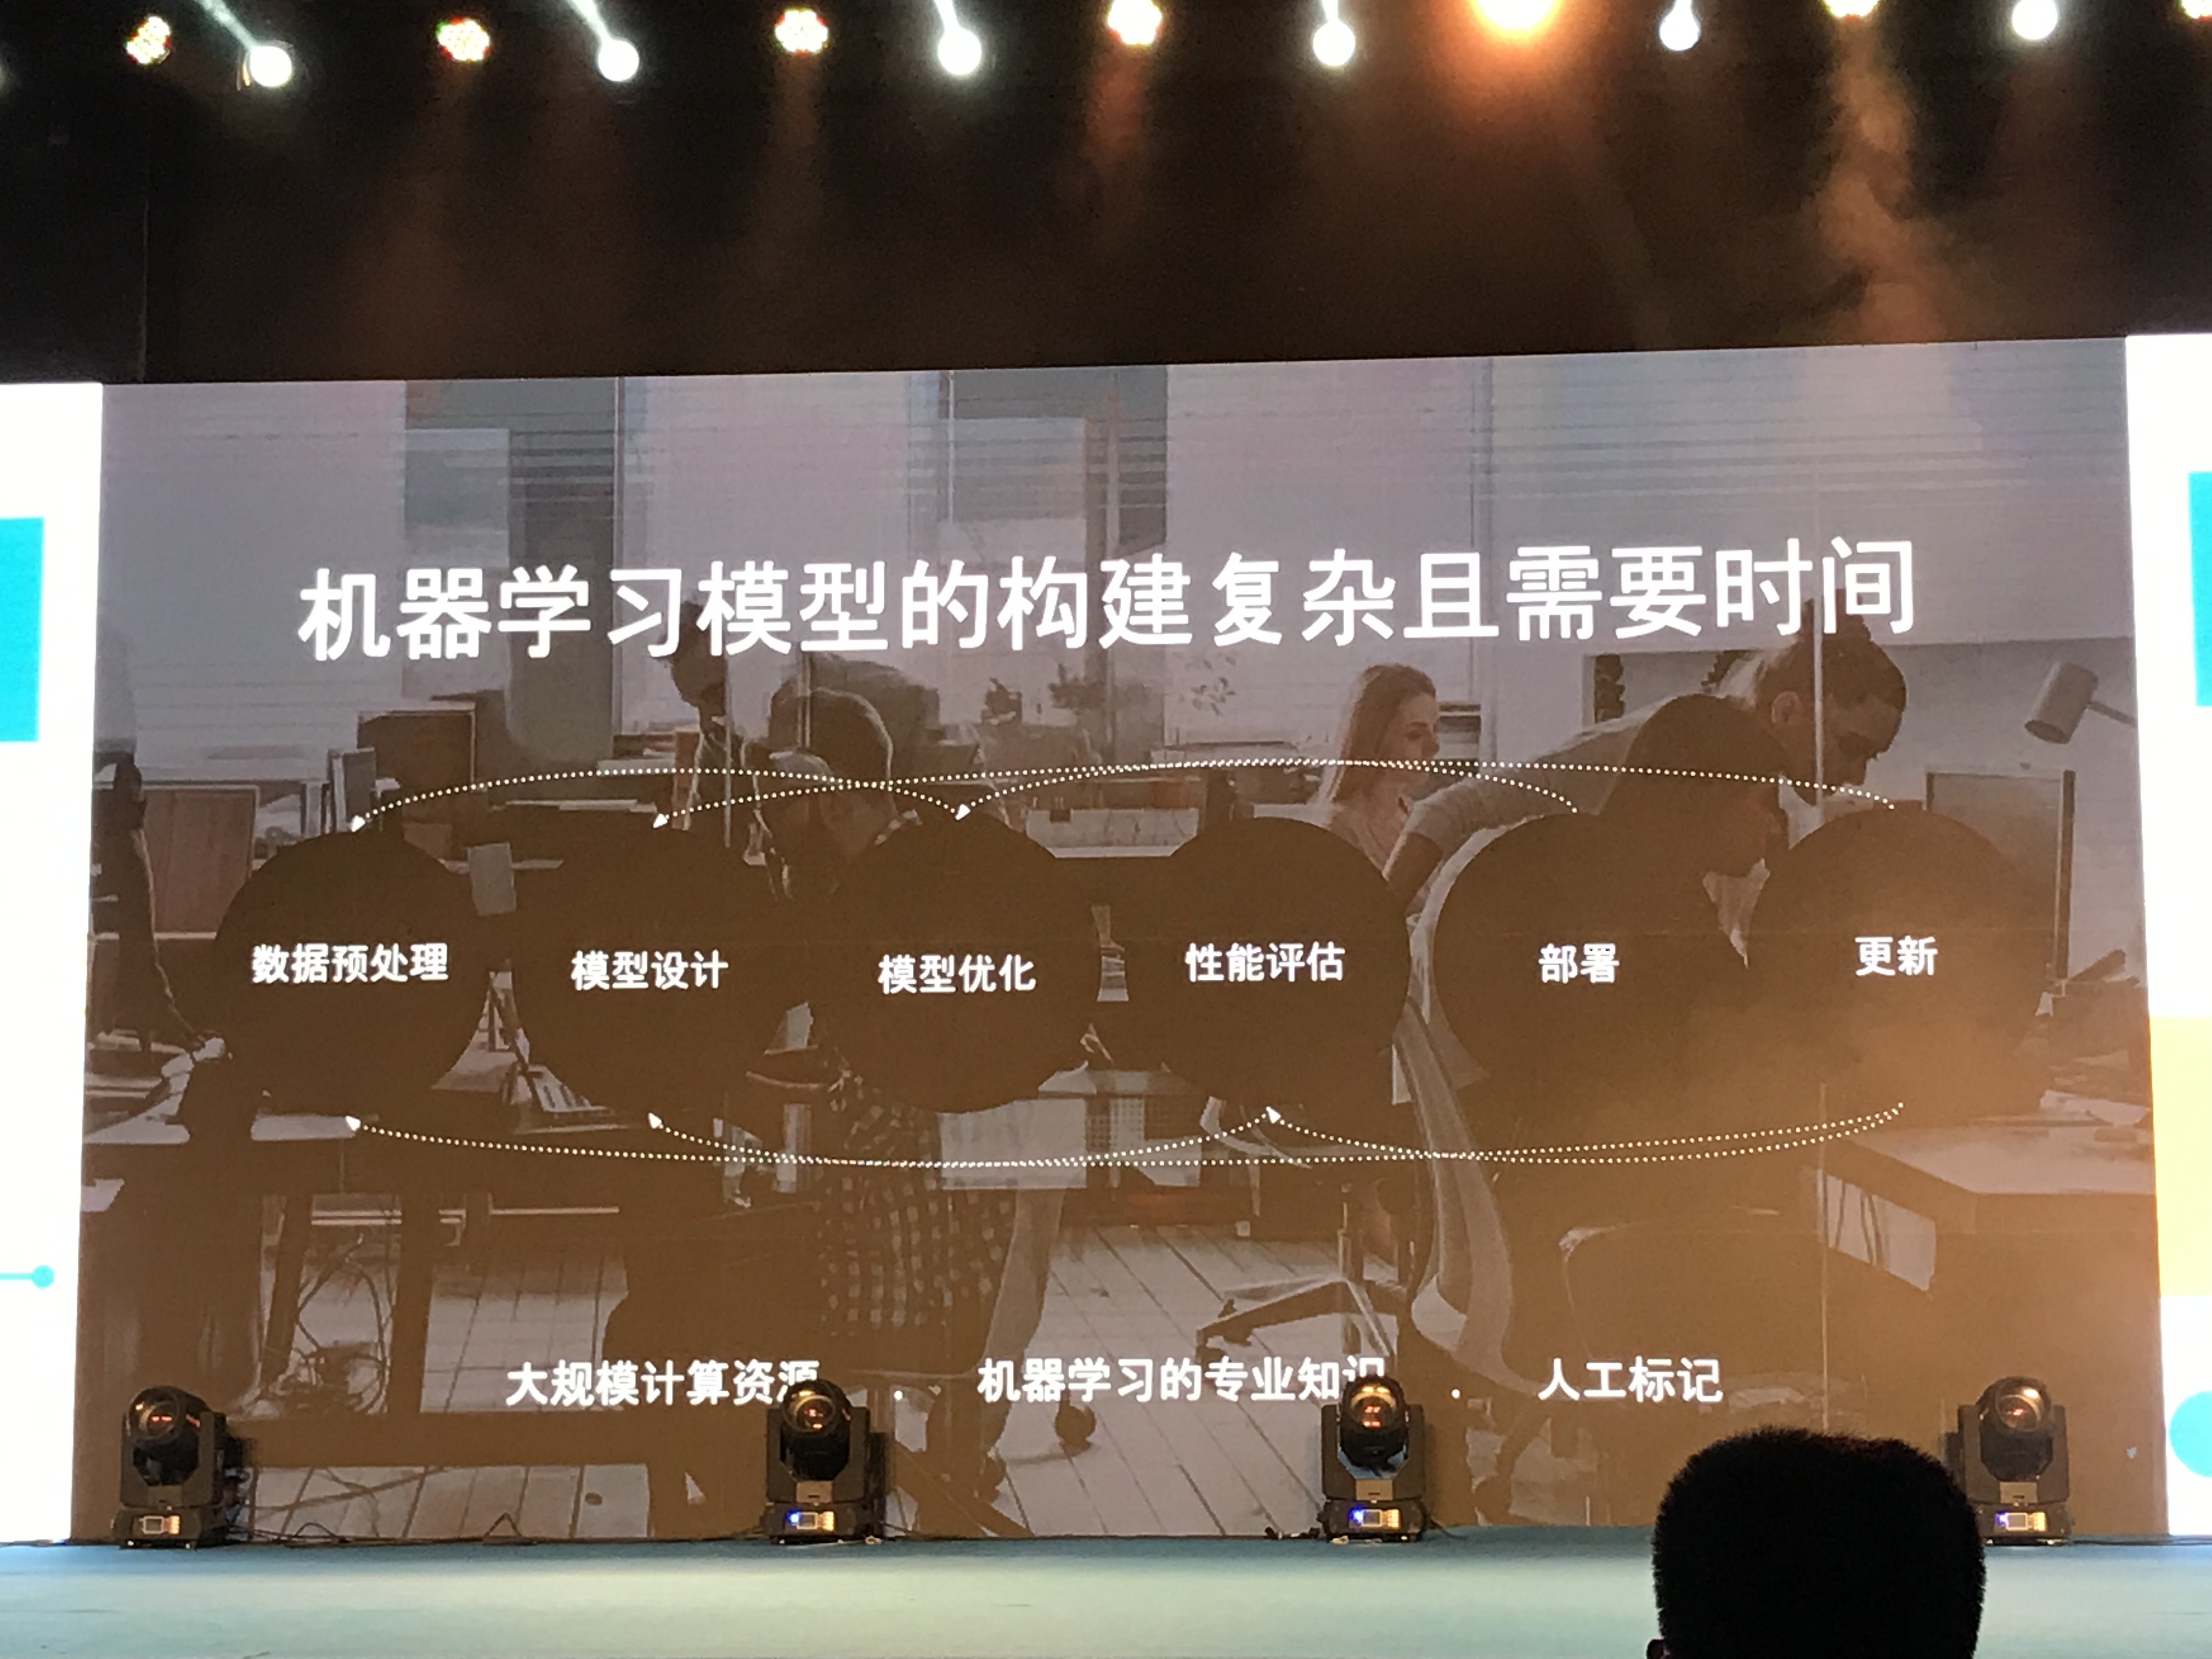 机器学习模型的构建复杂且需要时间
数据预处理 模型设计 模型优化 性能评估 部署 更新
大规模计算资源 . 机器学习的专业知识 . 人工标记